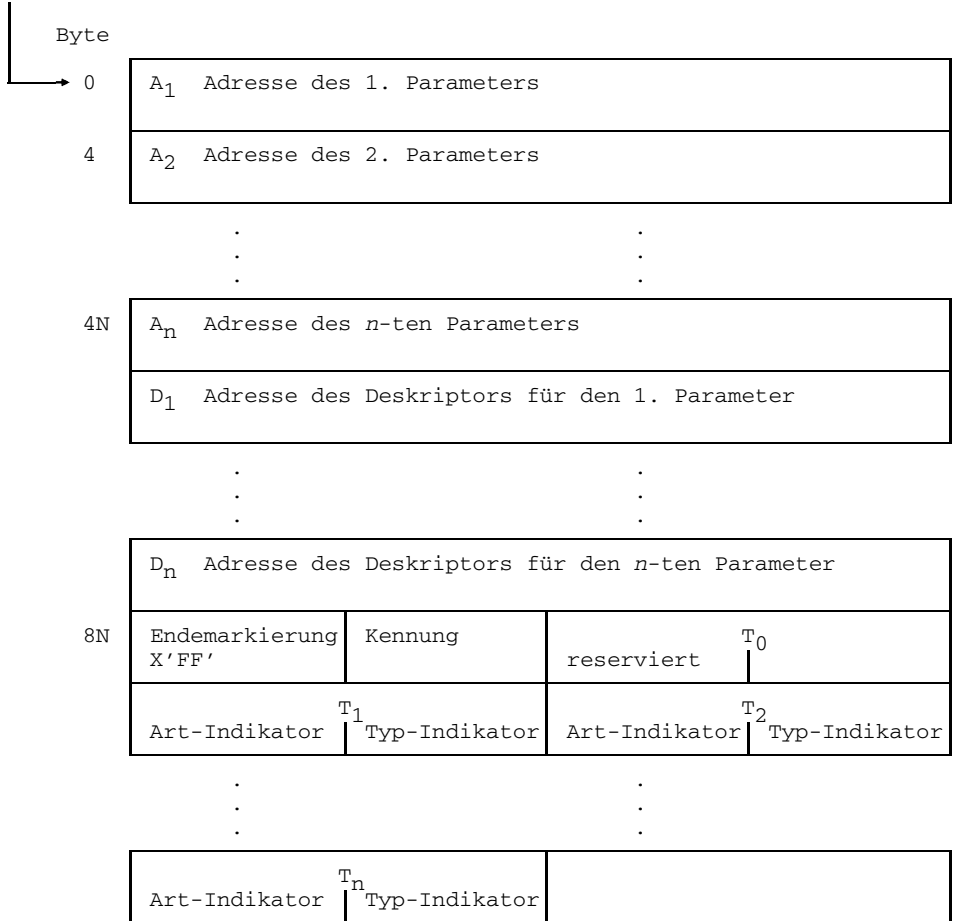 Byte
0 A1 Adresse des 1. Parameters
4 A2 Adresse des 2. Parameters
. .
. .
. .
4N An Adresse des n-ten Parameters
D1 Adresse des Deskriptors für den 1. Parameter
. .
. .
. .
Dn Adresse des Deskriptors für den n-ten Parameter
8N Endemarkierung Kennung T0
X'FF' reserviert
T1 T2
Art-Indikator Typ-Indikator Art-Indikator Typ-Indikator
. .
. .
. .
Tn
Art-Indikator Typ-Indikator